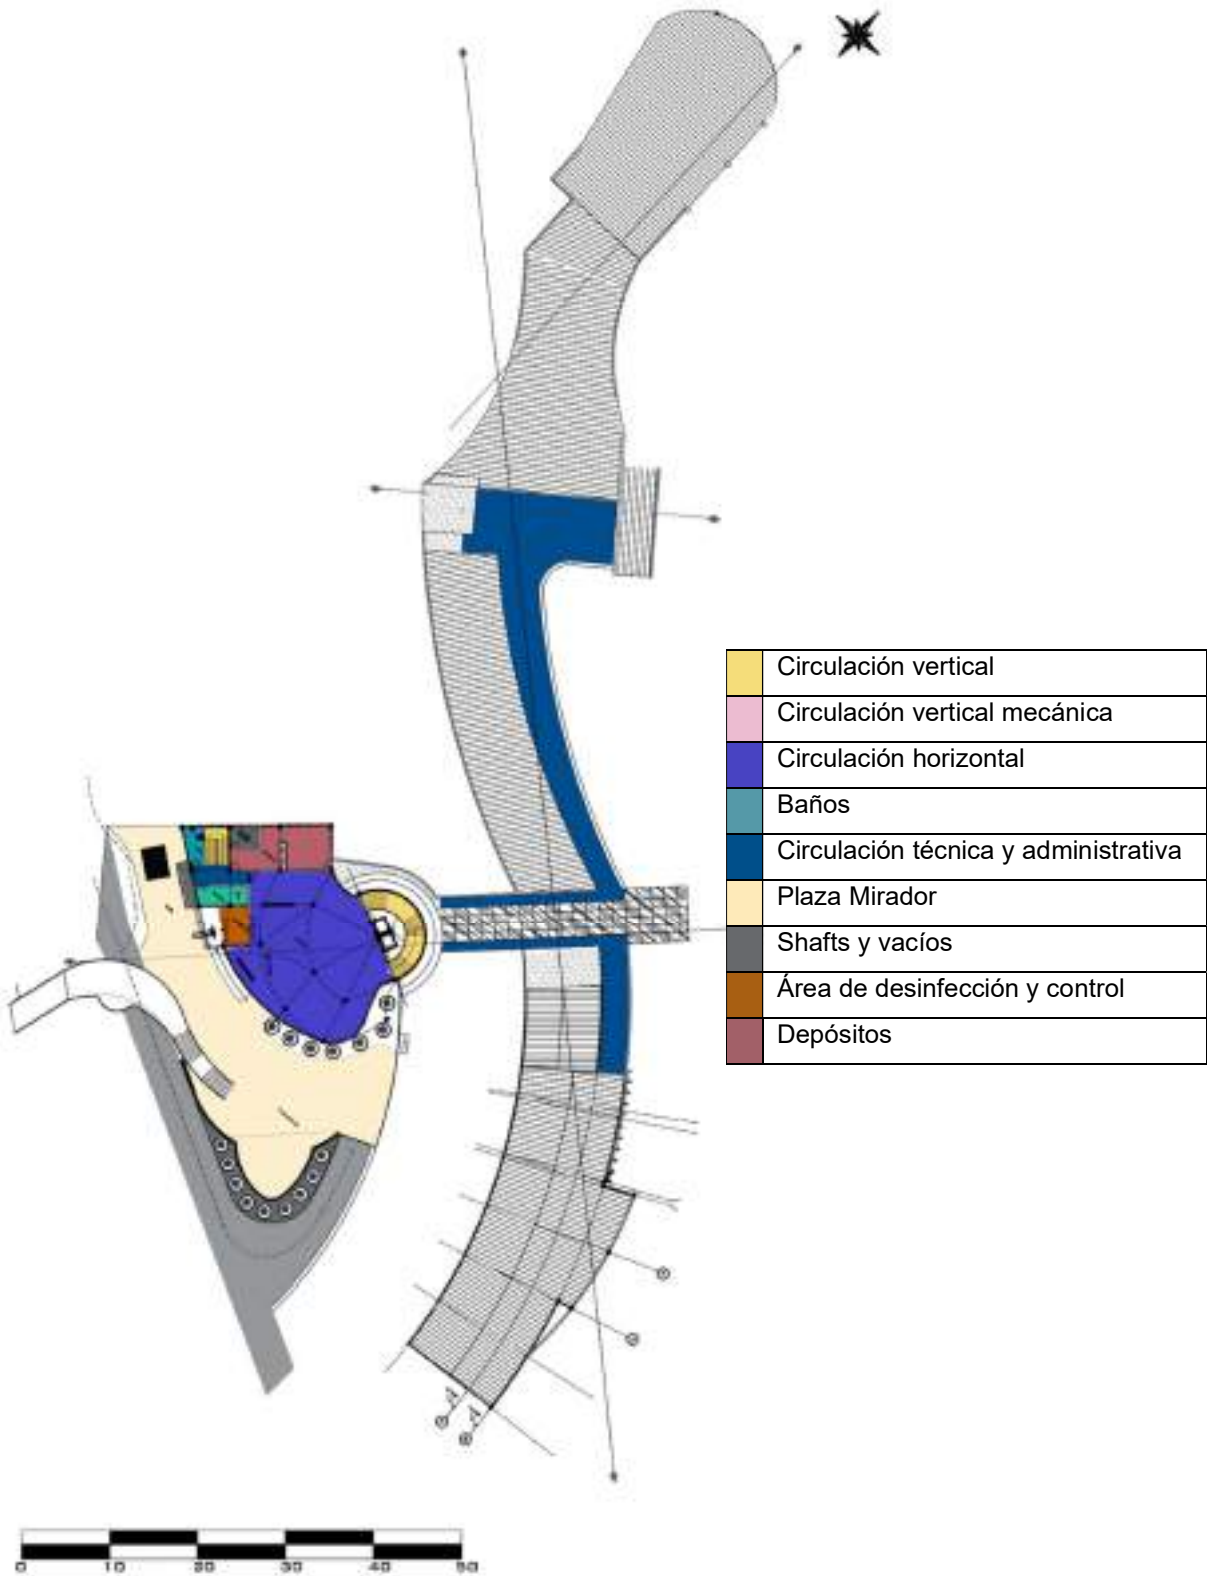 Circulación vertical
Circulación vertical mecánica
Circulación horizontal
Baños
Circulación técnica y administrativa
Plaza Mirador
Shafts y vacíos
Área de desinfección y control
Depósitos
0 10 20 30 40 50